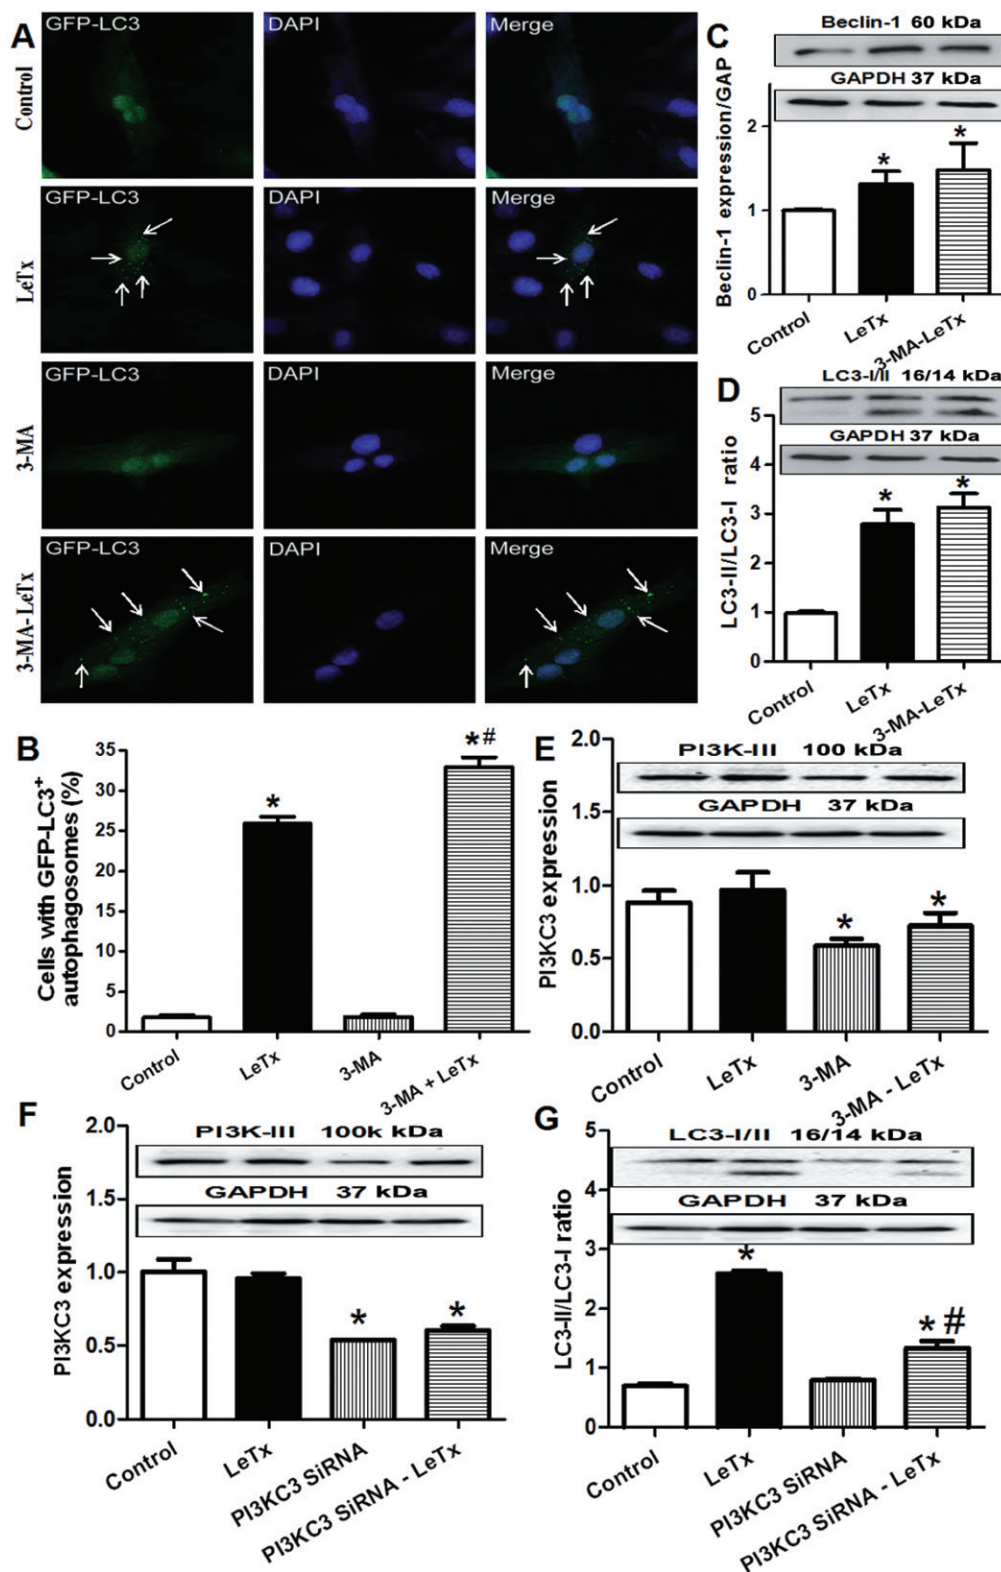 A
GFP-LC3
DAPI
Merge
Control
GFP-LC3
DAPI
Merge
LeTx
GFP-LC3
DAPI
Merge
3-MA
GFP-LC3
DAPI
Merge
3-MA-LeTx
C
Beclin-1 60 kDa
GAPDH 37 kDa
Beclin-1 expression/GAP
2
1
0
*
*
Control
LeTx
3-MA-LeTx
D
LC3-I/II 16/14 kDa
GAPDH 37 kDa
LC3-II/LC3-I ratio
5
4
3
2
1
0
*
*
Control
LeTx
3-MA-LeTx
B
Cells with GFP-LC3+
autophagosomes (%)
35
30
25
20
15
10
5
0
*
*#
Control
LeTx
3-MA
3-MA + LeTx
E
PI3K-III 100 kDa
GAPDH 37 kDa
PI3KC3 expression
2.0
1.5
1.0
0.5
0.0
*
*
Control
LeTx
3-MA
3-MA - LeTx
F
PI3K-III 100k kDa
GAPDH 37 kDa
PI3KC3 expression
2.0
1.5
1.0
0.5
0.0
*
*
Control
LeTx
PI3KC3 SiRNA
PI3KC3 SiRNA - LeTx
G
LC3-I/II 16/14 kDa
GAPDH 37 kDa
LC3-II/LC3-I ratio
5
4
3
2
1
0
*
*#
Control
LeTx
PI3KC3 SiRNA
PI3KC3 SiRNA - LeTx